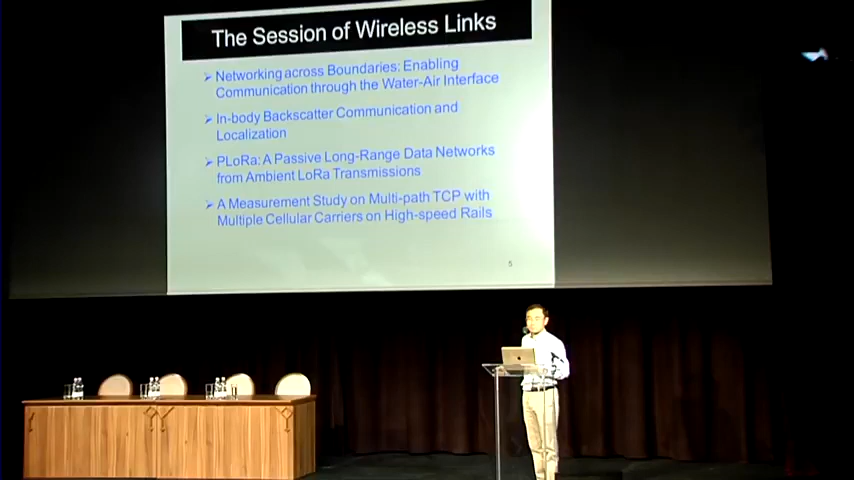 The Session of Wireless Links
➢ Networking across Boundaries: Enabling
Communication through the Water-Air Interface
➢ In-body Backscatter Communication and
Localization
➢ PLoRa: A Passive Long-Range Data Networks
from Ambient LoRa Transmissions
➢ A Measurement Study on Multi-path TCP with
Multiple Cellular Carriers on High-speed Rails
5